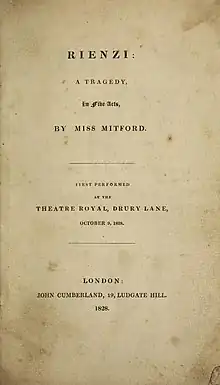 RIENZI:
A TRAGEDY,
In Five Acts,
BY MISS MITFORD.
FIRST PERFORMED
AT THE
THEATRE ROYAL, DRURY LANE,
OCTOBER 9, 1828.
LONDON:
JOHN CUMBERLAND, 19, LUDGATE HILL.
1828.